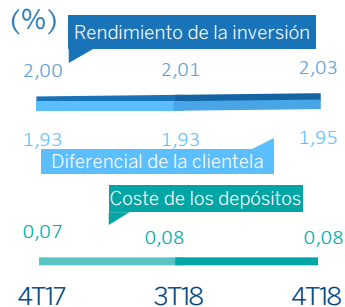 (%)
Rendimiento de la inversión
2,00 2,01 2,03
1,93 1,93 1,95
Diferencial de la clientela
Coste de los depósitos
0,07 0,08 0,08
4T17 3T18 4T18